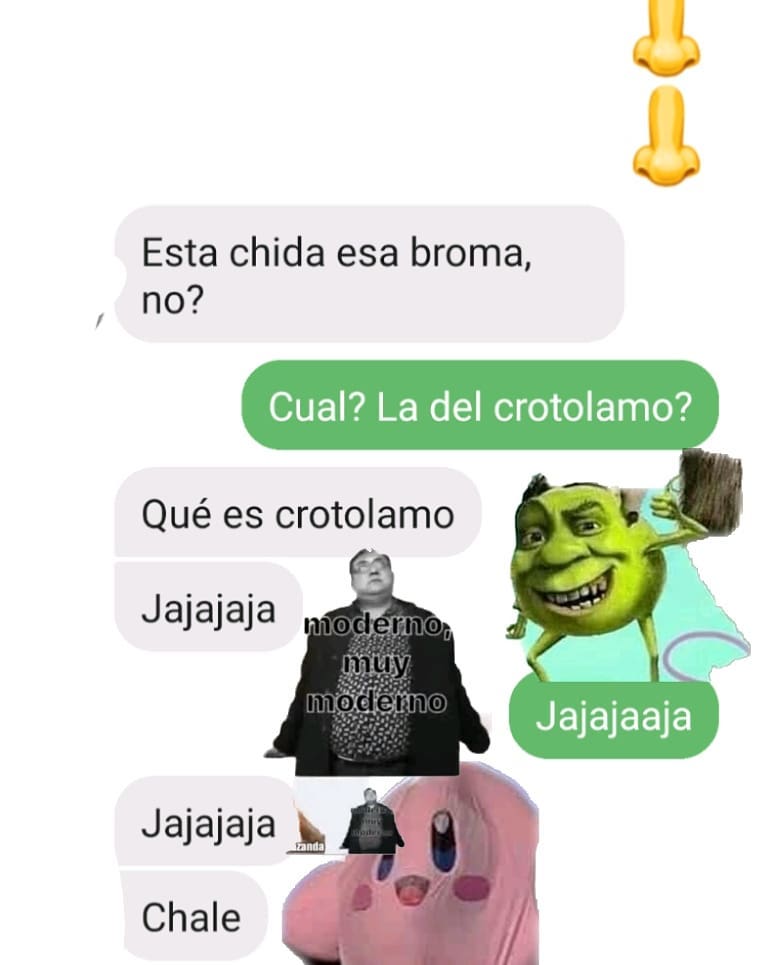 Esta chida esa broma,
no?
Cual? La del crotolamo?
Qué es crotolamo
Jajajaja
moderno,
muy
moderno
Jajajaaja
Jajajaja
zanda
Chale